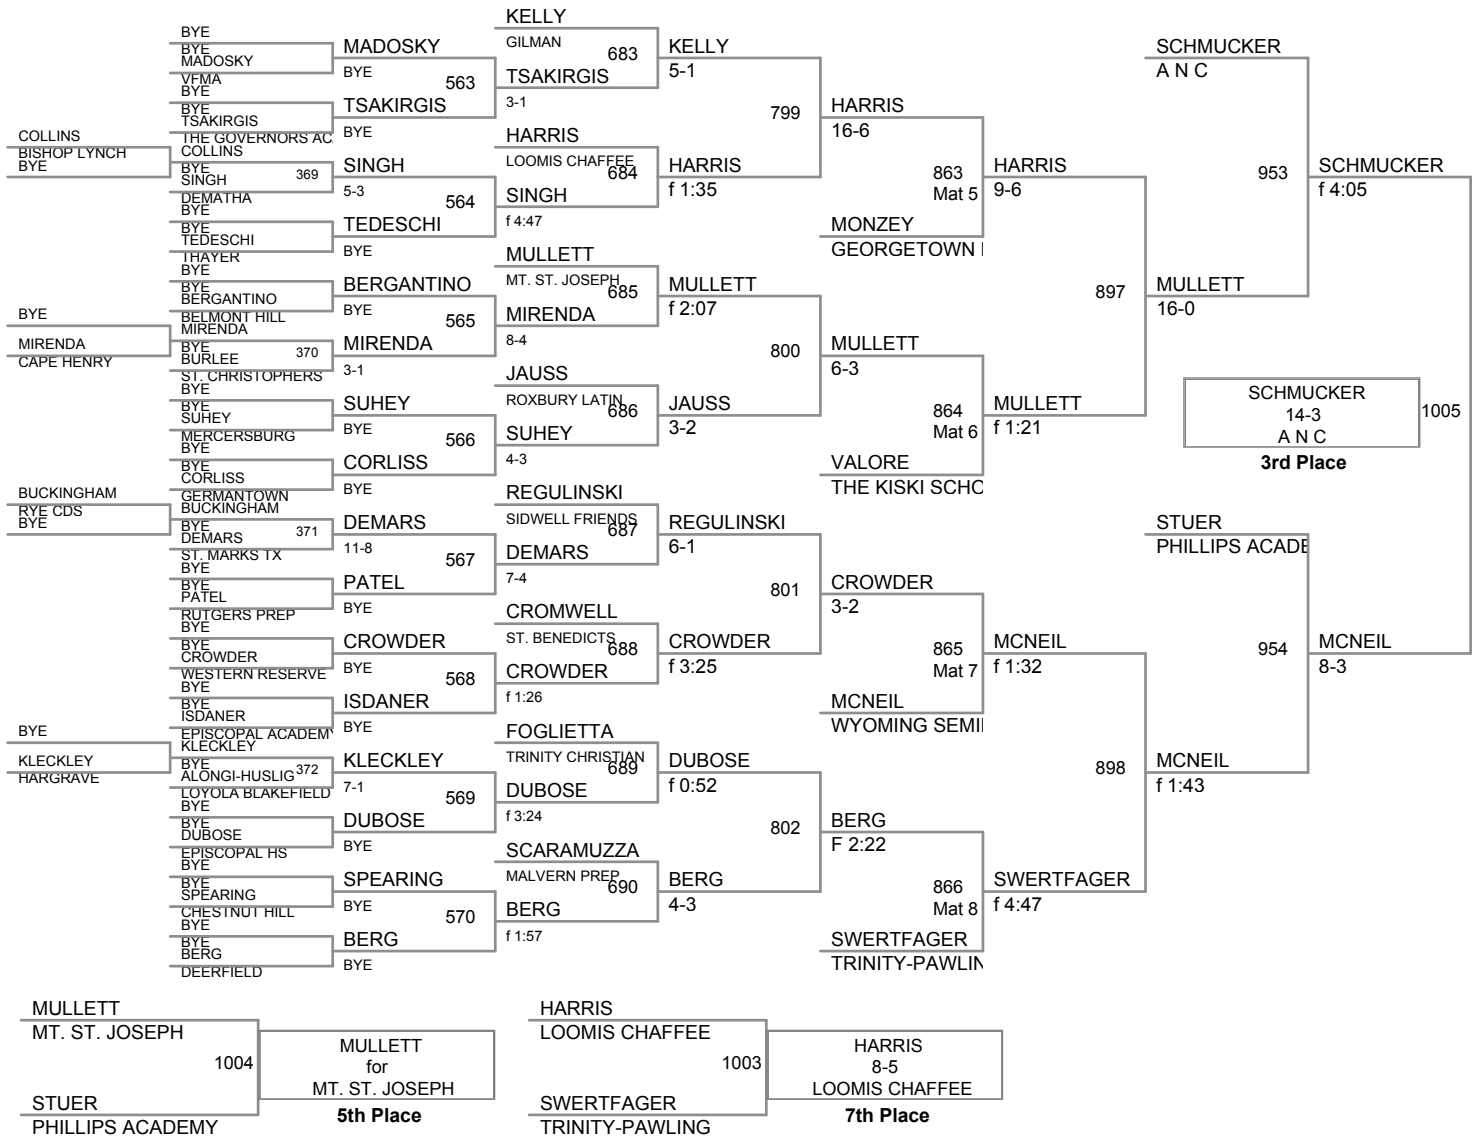 COLLINS
BISHOP LYNCH
BYE
BYE
MIRENDA
CAPE HENRY
BUCKINGHAM
RYE CDS
BYE
BYE
KLECKLEY
HARGRAVE
BYE
BYE
MADOSKY
VFMA
BYE
BYE
TSAKIRGIS
THE GOVERNORS AC
COLLINS
BYE
SINGH
369
DEMATHA
BYE
BYE
TEDESCHI
THAYER
BYE
BYE
BERGANTINO
BELMONT HILL
MIRENDA
BYE
BURLEE
370
ST. CHRISTOPHERS
BYE
BYE
SUHEY
MERCERSBURG
BYE
BYE
CORLISS
GERMANTOWN
BUCKINGHAM
BYE
DEMARS
371
ST. MARKS TX
BYE
BYE
PATEL
RUTGERS PREP
BYE
BYE
CROWDER
WESTERN RESERVE
BYE
BYE
ISDANER
EPISCOPAL ACADEMY
KLECKLEY
BYE
ALONGI-HUSLIG
372
LOYOLA BLAKEFIELD
BYE
BYE
DUBOSE
EPISCOPAL HS
BYE
BYE
SPEARING
CHESTNUT HILL
BYE
BYE
BERG
DEERFIELD
MADOSKY
BYE
563
TSAKIRGIS
BYE
SINGH
5-3
564
TEDESCHI
BYE
BERGANTINO
BYE
565
MIRENDA
3-1
SUHEY
BYE
566
CORLISS
BYE
DEMARS
11-8
567
PATEL
BYE
CROWDER
BYE
568
ISDANER
BYE
KLECKLEY
7-1
569
DUBOSE
BYE
SPEARING
BYE
570
BERG
BYE
KELLY
GILMAN
683
TSAKIRGIS
3-1
HARRIS
LOOMIS CHAFFEE
684
SINGH
f 4:47
MULLETT
MT. ST. JOSEPH
685
MIRENDA
8-4
JAUSS
ROXBURY LATIN
686
SUHEY
4-3
REGULINSKI
SIDWELL FRIENDS
687
DEMARS
7-4
CROMWELL
ST. BENEDICTS
688
CROWDER
f 1:26
FOGLIETTA
TRINITY CHRISTIAN
689
DUBOSE
f 3:24
SCARAMUZZA
MALVERN PREP
690
BERG
f 1:57
KELLY
5-1
799
HARRIS
f 1:35
MULLETT
f 2:07
800
JAUSS
3-2
REGULINSKI
6-1
801
CROWDER
f 3:25
DUBOSE
f 0:52
802
BERG
4-3
HARRIS
16-6
863
Mat 5
MONZEY
GEORGETOWN
MULLETT
6-3
864
Mat 6
VALORE
THE KISKI SCHO
CROWDER
3-2
865
Mat 7
MCNEIL
WYOMING SEMI
BERG
F 2:22
866
Mat 8
SWERTFAGER
TRINITY-PAWLIN
HARRIS
9-6
897
MULLETT
f 1:21
MCNEIL
f 1:32
898
SWERTFAGER
f 4:47
SCHMUCKER
A N C
953
MULLETT
16-0
STUER
PHILLIPS ACADE
954
MCNEIL
f 1:43
SCHMUCKER
f 4:05
MCNEIL
8-3
SCHMUCKER
14-3
A N C
1005
3rd Place
MULLETT
MT. ST. JOSEPH
1004
STUER
PHILLIPS ACADEMY
MULLETT
for
MT. ST. JOSEPH
5th Place
HARRIS
LOOMIS CHAFFEE
1003
SWERTFAGER
TRINITY-PAWLING
HARRIS
8-5
LOOMIS CHAFFEE
7th Place